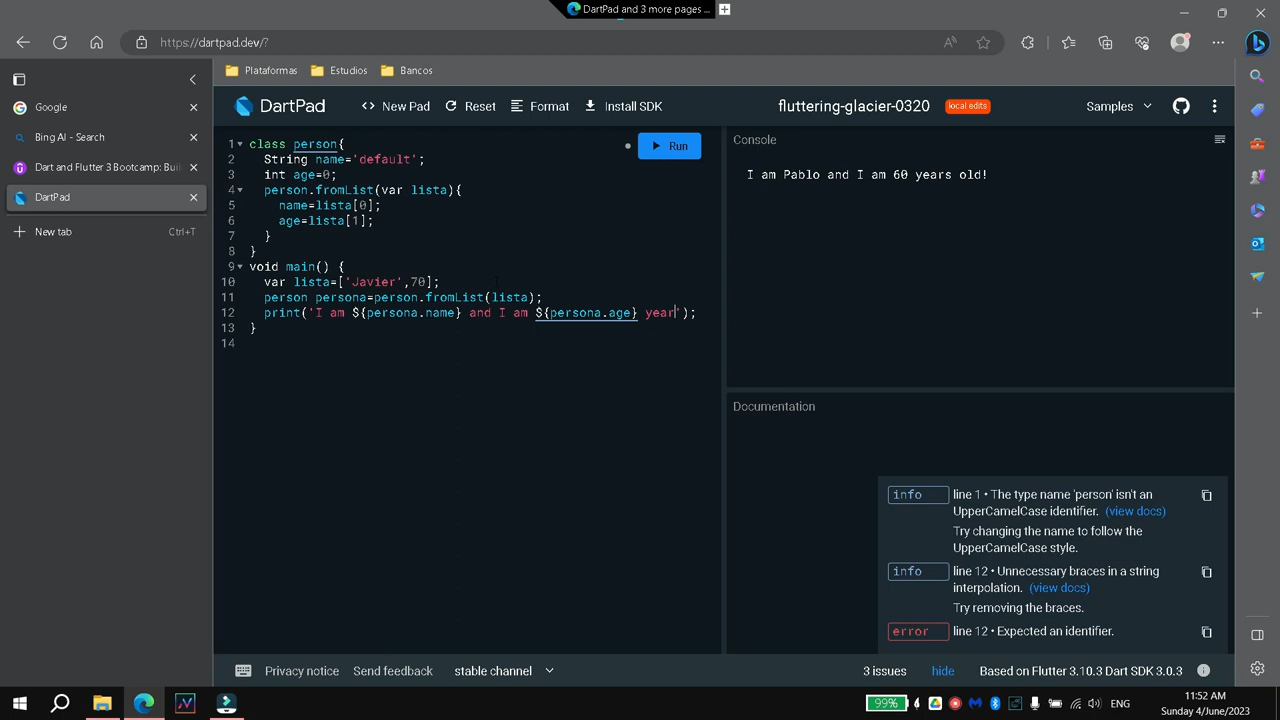 DartPad and 3 more pages ...
https://dartpad.dev/?
Plataformas Estudios Bancos
Google
Bing AI - Search
Dart and Flutter 3 Bootcamp: Bui
DartPad
New tab Ctrl+T
DartPad <> New Pad Reset Format Install SDK fluttering-glacier-0320 local edits Samples
Run
1 class person{
2 String name='default';
3 int age=0;
4 person.fromList(var lista){
5 name=lista[0];
6 age=lista[1];
7 }
8 }
9 void main() {
10 var lista=['Javier',70];
11 person persona=person.fromList(lista);
12 print('I am ${persona.name} and I am ${persona.age} year');
13 }
14
Console
I am Pablo and I am 60 years old!
Documentation
info line 1 • The type name 'person' isn't an
UpperCamelCase identifier. (view docs)
Try changing the name to follow the
UpperCamelCase style.
info line 12 • Unnecessary braces in a string
interpolation. (view docs)
Try removing the braces.
error line 12 • Expected an identifier.
Privacy notice Send feedback stable channel 3 issues hide Based on Flutter 3.10.3 Dart SDK 3.0.3
99% ENG 11:52 AM
Sunday 4/June/2023